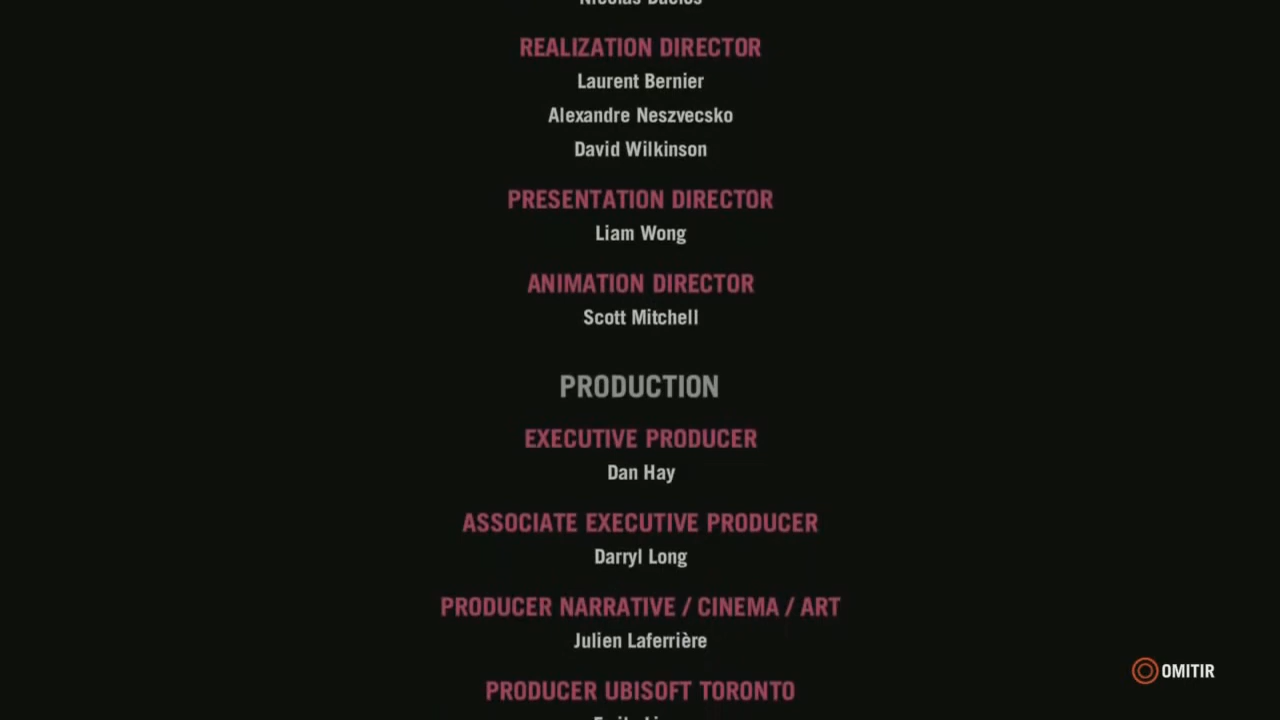 REALIZATION DIRECTOR
Laurent Bernier
Alexandre Neszvecsko
David Wilkinson
PRESENTATION DIRECTOR
Liam Wong
ANIMATION DIRECTOR
Scott Mitchell
PRODUCTION
EXECUTIVE PRODUCER
Dan Hay
ASSOCIATE EXECUTIVE PRODUCER
Darryl Long
PRODUCER NARRATIVE / CINEMA / ART
Julien Laferrière
OMITIR
PRODUCER UBISOFT TORONTO